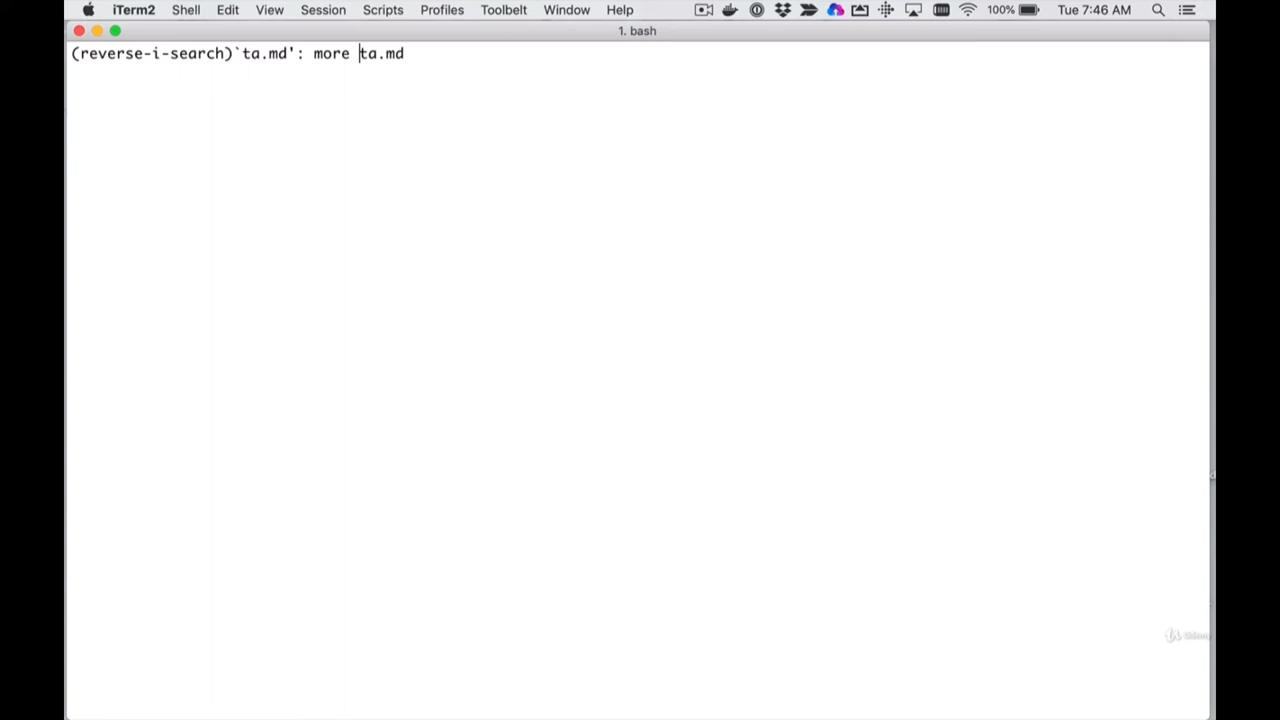 iTerm2 Shell Edit View Session Scripts Profiles Toolbelt Window Help 100% Tue 7:46 AM
1. bash
(reverse-i-search)`ta.md': more ta.md